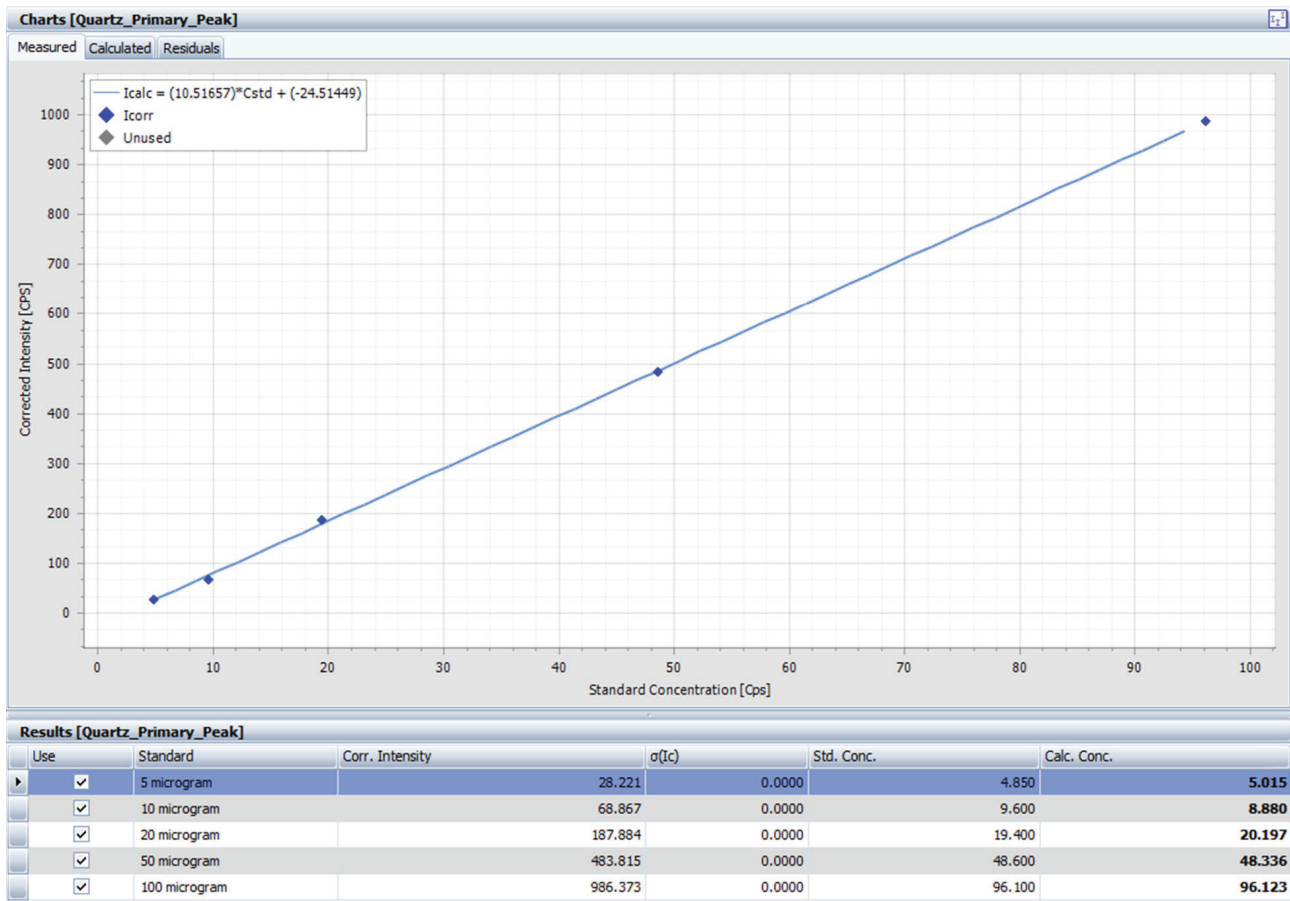 Charts [Quartz_Primary_Peak]
Measured Calculated Residuals
Icalc = (10.51657)*Cstd + (-24.51449)
Icorr
Unused
Corrected Intensity [CPS]
1000
900
800
700
600
500
400
300
200
100
0
0 10 20 30 40 50 60 70 80 90 100
Standard Concentration [Cps]
Results [Quartz_Primary_Peak]
Use Standard Corr. Intensity σ(Ic) Std. Conc. Calc. Conc.
5 microgram 28.221 0.0000 4.850 5.015
10 microgram 68.867 0.0000 9.600 8.880
20 microgram 187.884 0.0000 19.400 20.197
50 microgram 483.815 0.0000 48.600 48.336
100 microgram 986.373 0.0000 96.100 96.123